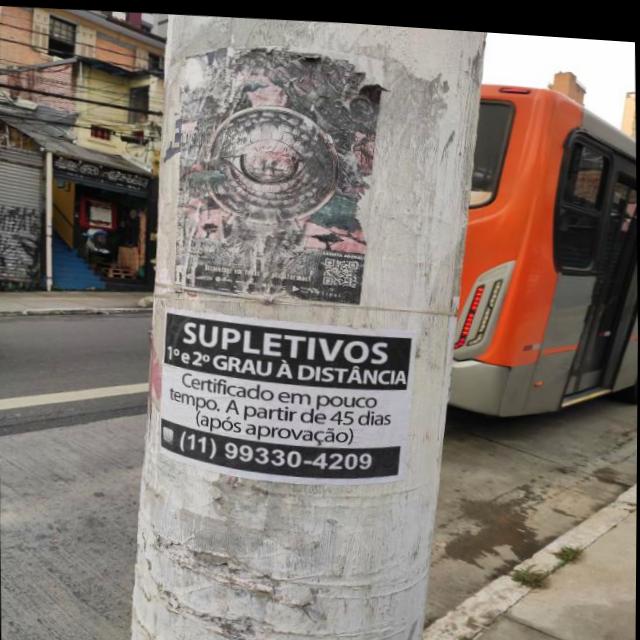 SUPLETIVOS
1º e 2º GRAU À DISTÂNCIA
Certificado em pouco
tempo. A partir de 45 dias
(após aprovação)
(11) 99330-4209